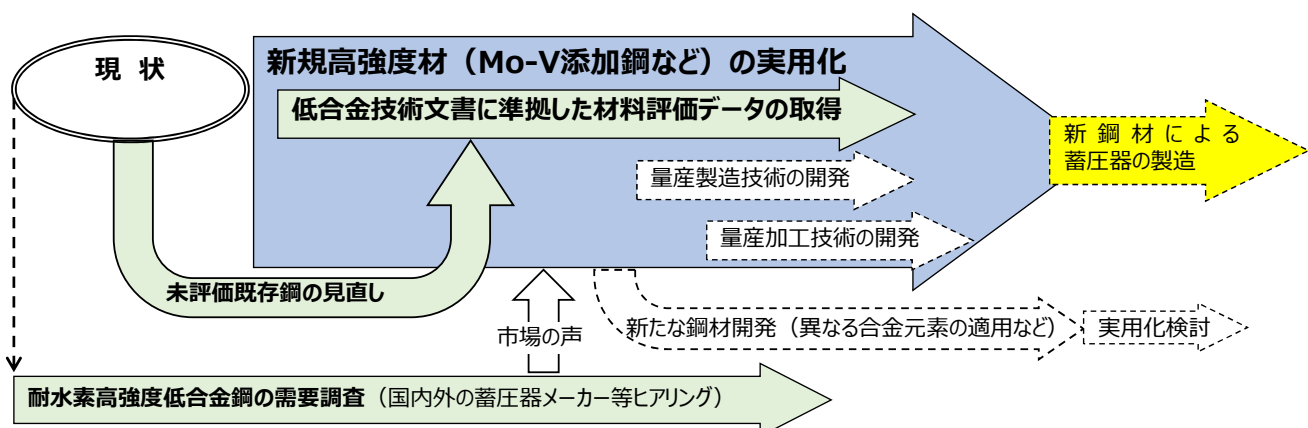 現 状
新規高強度材（Mo-V添加鋼など）の実用化
低合金技術文書に準拠した材料評価データの取得
新鋼材による
蓄圧器の製造
量産製造技術の開発
量産加工技術の開発
未評価既存鋼の見直し
市場の声
新たな鋼材開発（異なる合金元素の適用など）
実用化検討
耐水素高強度低合金鋼の需要調査（国内外の蓄圧器メーカー等ヒアリング）